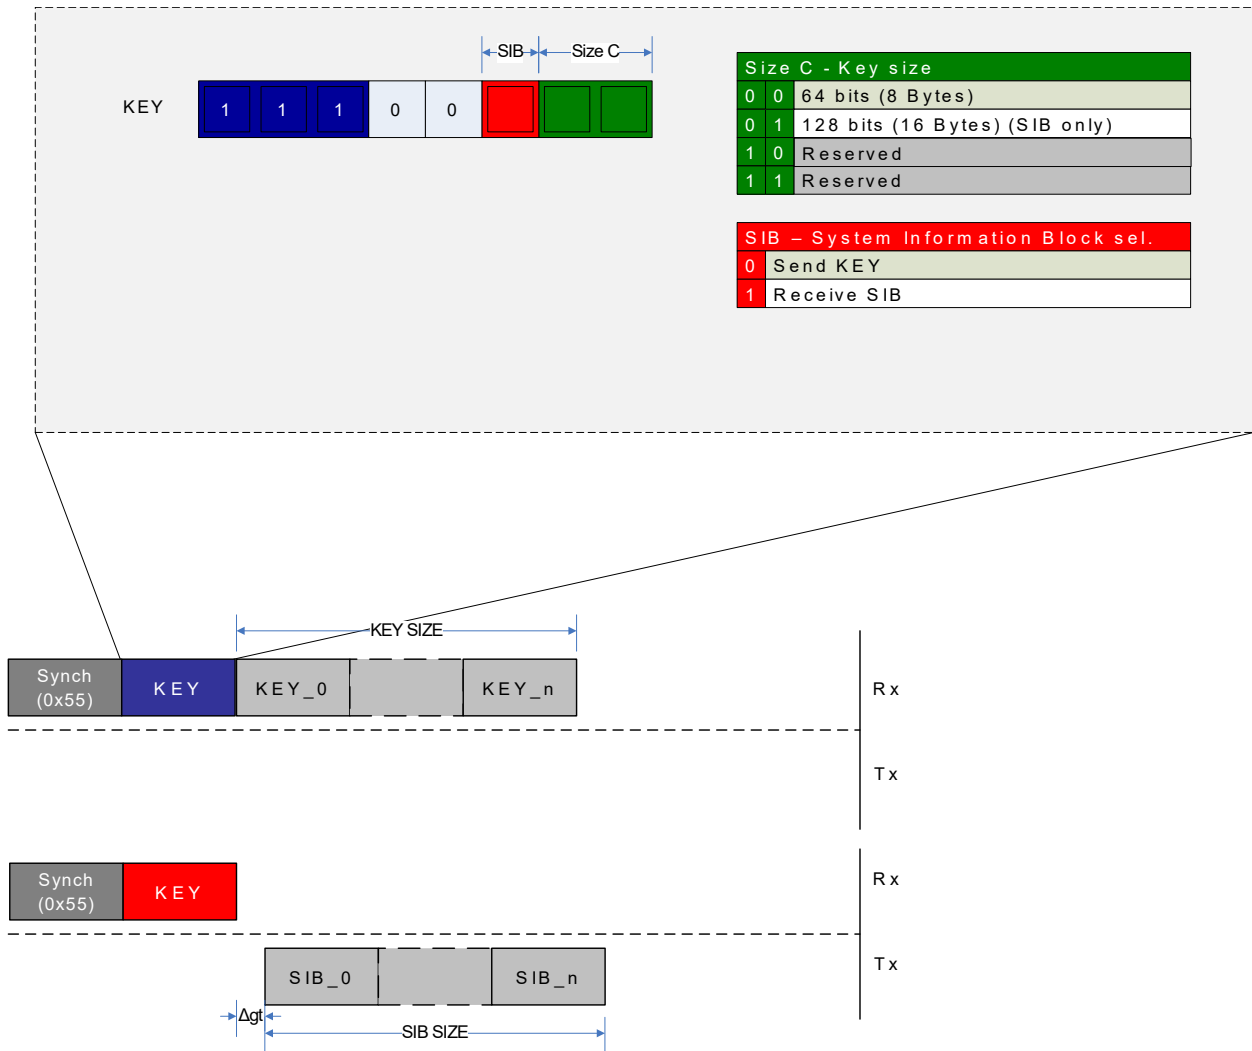 SIB Size C
KEY 1 1 1 0 0
Size C - Key size
0 0 64 bits (8 Bytes)
0 1 128 bits (16 Bytes) (SIB only)
1 0 Reserved
1 1 Reserved
SIB – System Information Block sel.
0 Send KEY
1 Receive SIB
KEY SIZE
Synch
(0x55)
KEY KEY_0 KEY_n
Rx
Tx
Synch
(0x55)
KEY
Rx
SIB_0 SIB_n
Tx
Δgt
SIB SIZE